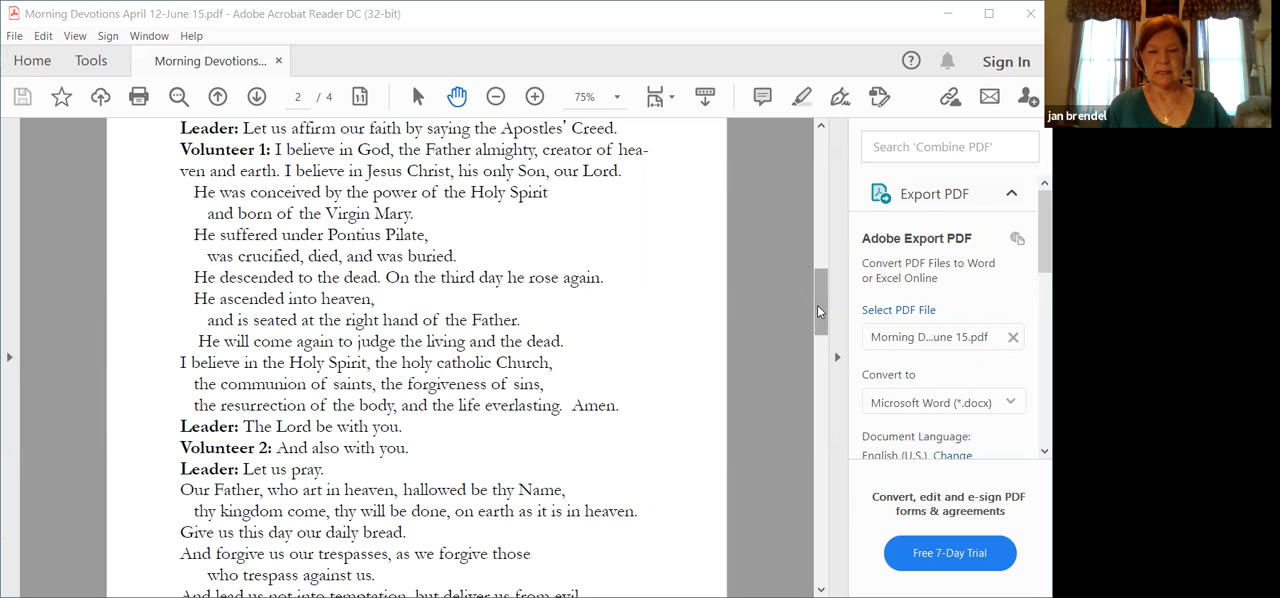 Morning Devotions April 12-June 15.pdf - Adobe Acrobat Reader DC (32-bit)
File Edit View Sign Window Help
Home Tools Morning Devotions... × Sign In
2 / 4 75%
jan brendel
Leader: Let us affirm our faith by saying the Apostles' Creed.
Volunteer 1: I believe in God, the Father almighty, creator of hea-
ven and earth. I believe in Jesus Christ, his only Son, our Lord.
He was conceived by the power of the Holy Spirit
and born of the Virgin Mary.
He suffered under Pontius Pilate,
was crucified, died, and was buried.
He descended to the dead. On the third day he rose again.
He ascended into heaven,
and is seated at the right hand of the Father.
He will come again to judge the living and the dead.
I believe in the Holy Spirit, the holy catholic Church,
the communion of saints, the forgiveness of sins,
the resurrection of the body, and the life everlasting. Amen.
Leader: The Lord be with you.
Volunteer 2: And also with you.
Leader: Let us pray.
Our Father, who art in heaven, hallowed be thy Name,
thy kingdom come, thy will be done, on earth as it is in heaven.
Give us this day our daily bread.
And forgive us our trespasses, as we forgive those
who trespass against us.
And lead us not into temptation, but deliver us from evil
Search 'Combine PDF'
Export PDF
Adobe Export PDF
Convert PDF Files to Word
or Excel Online
Select PDF File
Morning D...une 15.pdf
Convert to
Microsoft Word (*.docx)
Document Language:
English (U.S.) Change
Convert, edit and e-sign PDF
forms & agreements
Free 7-Day Trial